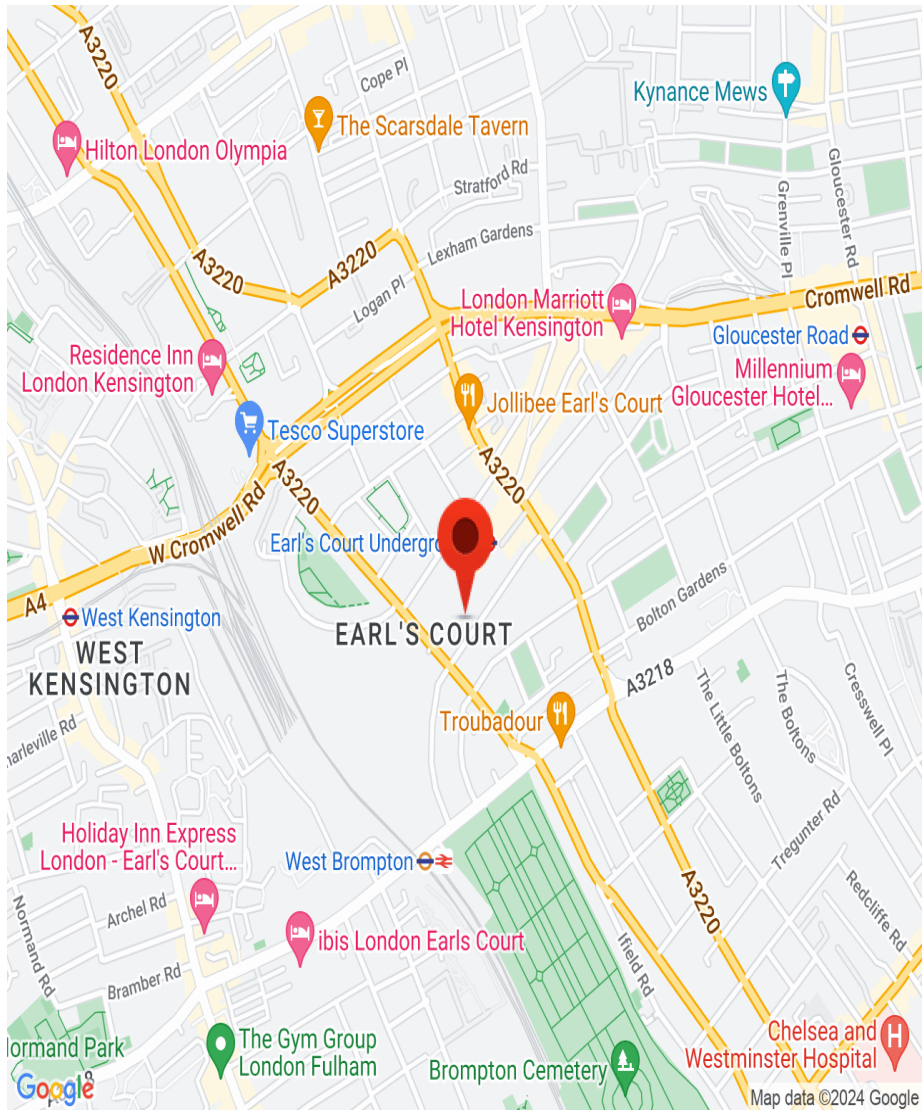 A3220
Cope Pl
Kynance Mews
The Scarsdale Tavern
Hilton London Olympia
Stratford Rd
Gloucester Rd
Grenville Pl
Lexham Gardens
A3220
A3220
Logan Pl
Cromwell Rd
London Marriott
Hotel Kensington
Gloucester Road
Residence Inn
London Kensington
Millennium
Gloucester Hotel...
Jollibee Earl's Court
Tesco Superstore
A3220
A3220
W Cromwell Rd
Earl's Court Undergro
A4
West Kensington
Bolton Gardens
EARL'S COURT
WEST
KENSINGTON
A3218
The Little Boltons
The Boltons
Cresswell Pl
Troubadour
harleville Rd
Holiday Inn Express
London - Earl's Court...
West Brompton
Tregunter Rd
A3220
Redcliffe Rd
Archel Rd
Normand Rd
ibis London Earls Court
Ifield Rd
Bramber Rd
ormand Park
The Gym Group
London Fulham
Brompton Cemetery
Chelsea and
Westminster Hospital
H
Google
Map data ©2024 Google